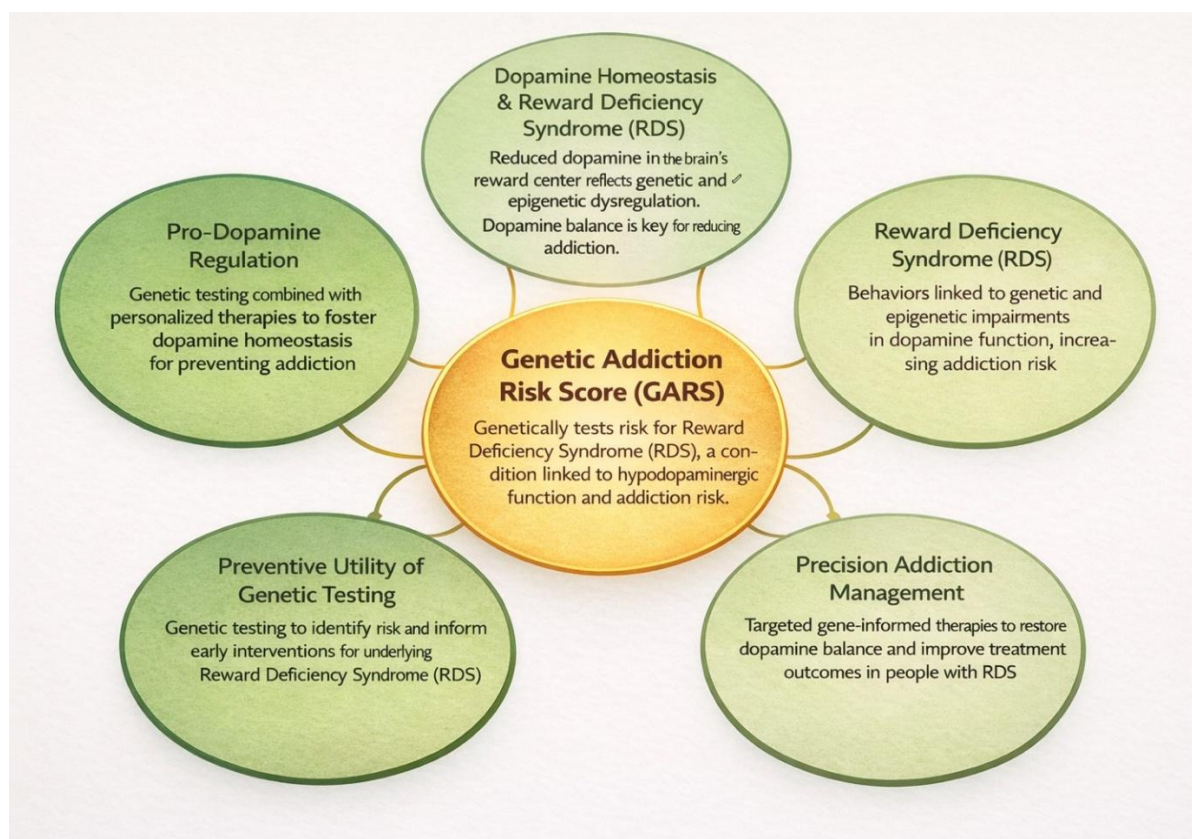 Dopamine Homeostasis
& Reward Deficiency
Syndrome (RDS)
Reduced dopamine in the brain's
reward center reflects genetic and
epigenetic dysregulation.
Dopamine balance is key for reducing
addiction.
Pro-Dopamine
Regulation
Genetic testing combined with
personalized therapies to foster
dopamine homeostasis
for preventing addiction
Reward Deficiency
Syndrome (RDS)
Behaviors linked to genetic and
epigenetic impairments
in dopamine function, increa-
sing addiction risk
Genetic Addiction
Risk Score (GARS)
Genetically tests risk for Reward
Deficiency Syndrome (RDS), a con-
dition linked to hypodopaminergic
function and addiction risk.
Preventive Utility of
Genetic Testing
Genetic testing to identify risk and inform
early interventions for underlying
Reward Deficiency Syndrome (RDS)
Precision Addiction
Management
Targeted gene-informed therapies to restore
dopamine balance and improve treatment
outcomes in people with RDS